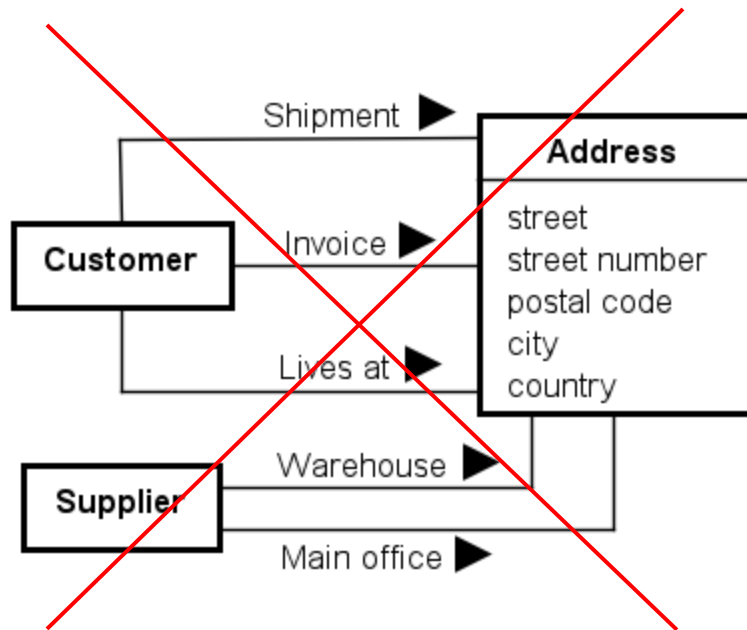 Shipment
Address
street
Invoice
Customer
street number
postal code
city
Lives at
country
Warehouse
Supplier
Main office